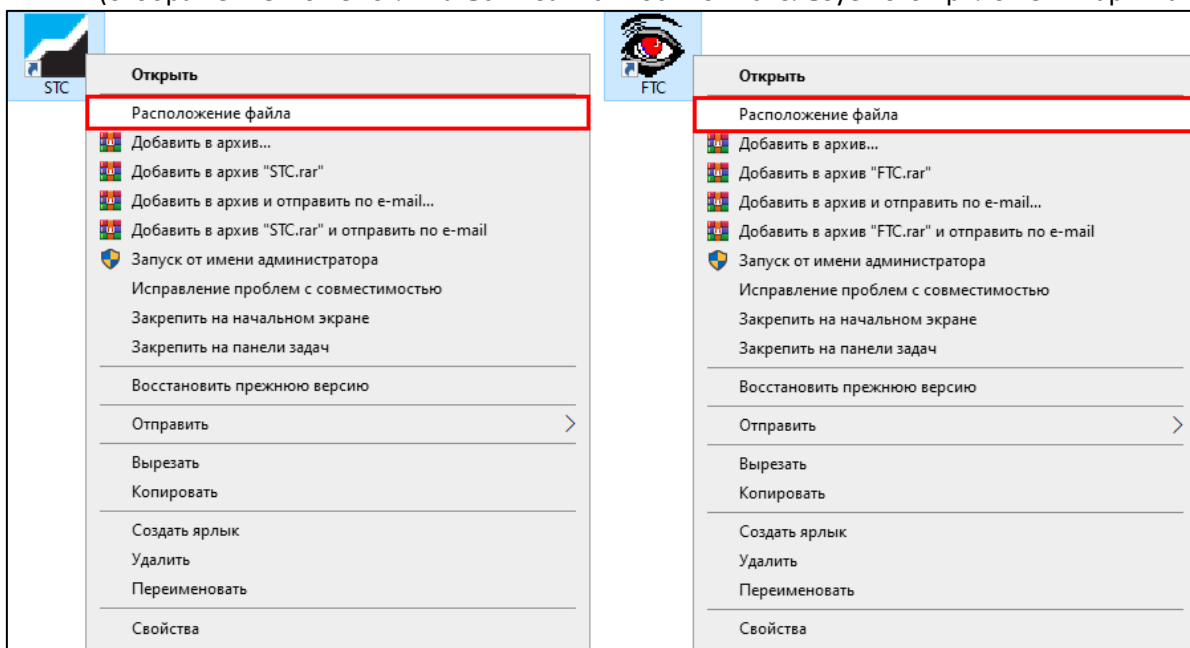 STC
Открыть
Расположение файла
Добавить в архив...
Добавить в архив "STC.rar"
Добавить в архив и отправить по e-mail...
Добавить в архив "STC.rar" и отправить по e-mail
Запуск от имени администратора
Исправление проблем с совместимостью
Закрепить на начальном экране
Закрепить на панели задач
Восстановить прежнюю версию
Отправить
Вырезать
Копировать
Создать ярлык
Удалить
Переименовать
Свойства
FTC
Открыть
Расположение файла
Добавить в архив...
Добавить в архив "FTC.rar"
Добавить в архив и отправить по e-mail...
Добавить в архив "FTC.rar" и отправить по e-mail
Запуск от имени администратора
Исправление проблем с совместимостью
Закрепить на начальном экране
Закрепить на панели задач
Восстановить прежнюю версию
Отправить
Вырезать
Копировать
Создать ярлык
Удалить
Переименовать
Свойства